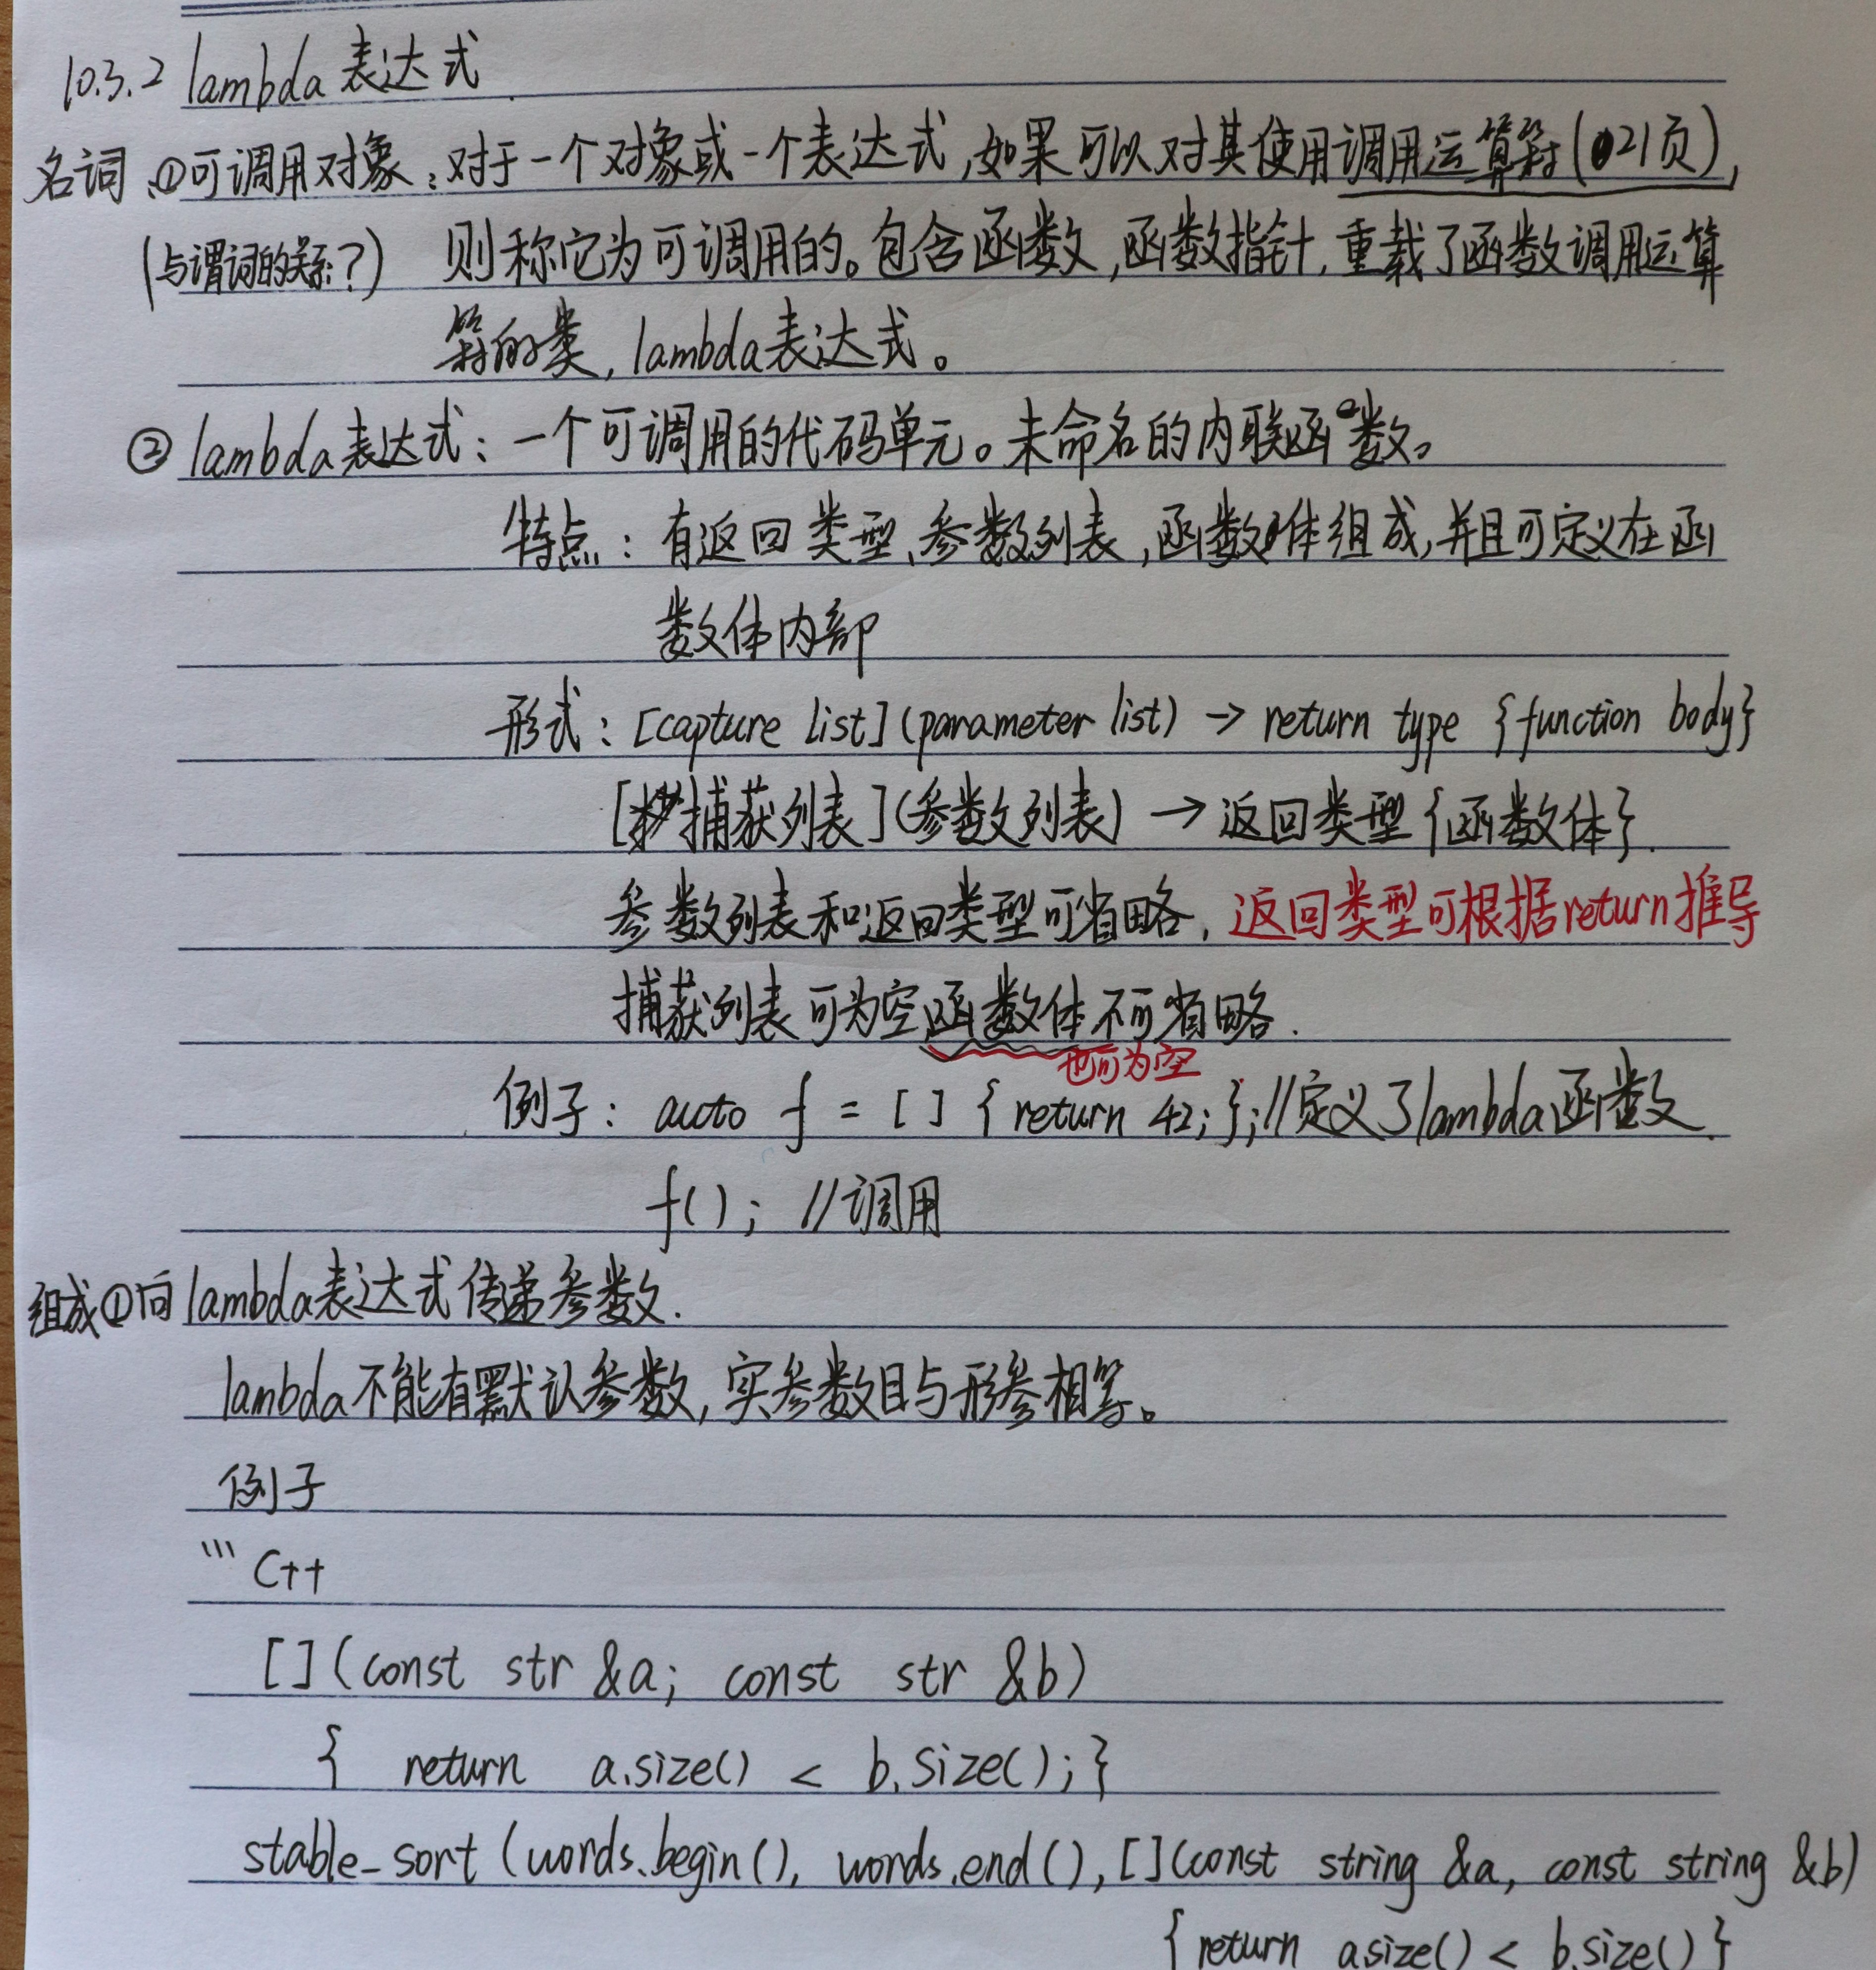 10.3.2 lambda表达式
名词、①可调用对象：对于一个对象或一个表达式,如果可以对其使用调用运算符(21页),
(与谓词的关系?) 则称它为可调用的。包含函数,函数指针,重载了函数调用运算
符的类,lambda表达式。
② lambda表达式：一个可调用的代码单元。未命名的内联函数。
特点：有返回类型、参数列表,函数体组成,并且可定义在函
数体内部
形式：[capture list](parameter list) → return type {function body}
[捕获列表](参数列表) → 返回类型{函数体}.
参数列表和返回类型可省略,返回类型可根据return推导
捕获列表可为空函数体不可省略.
也可为空
例子： auto f = [] { return 42; };//定义了lambda函数.
f(); //调用
组成①向lambda表达式传递参数.
lambda不能有默认参数,实参数目与形参相等。
例子
``` C++
[](const str &a; const str &b)
{ return a.size() < b.size();}
stable_sort (words.begin(), words.end(), [](const string &a, const string &b)
{ return a.size() < b.size() }